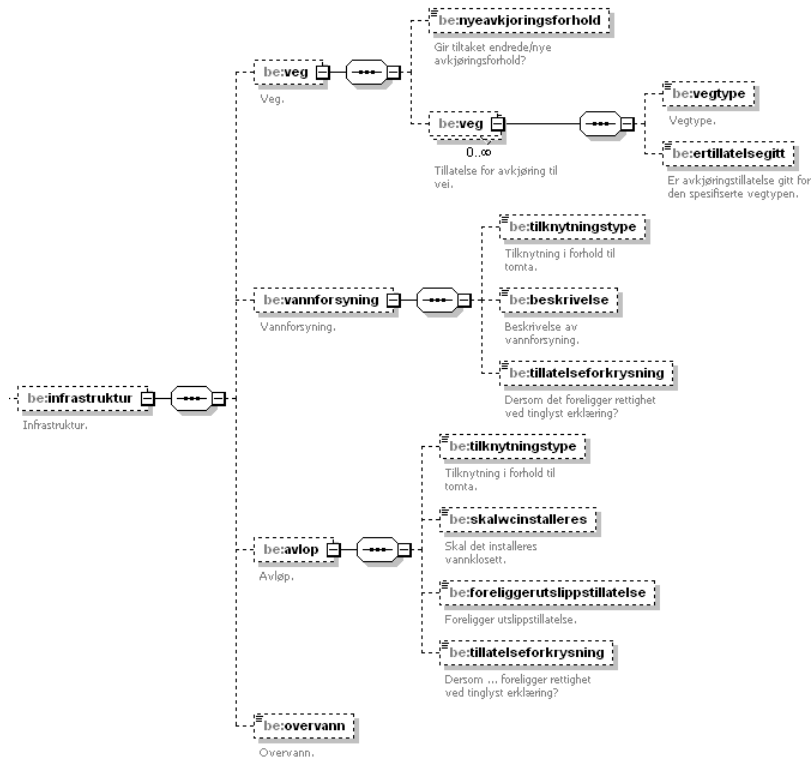 be:nyeavkjoringsforhold
Gir tiltaket endrede/nye
avkjøringsforhold?
be:veg
Veg.
be:veg
0..∞
Tillatelse for avkjøring til
vei.
be:vegtype
Vegtype.
be:ertillatelsegitt
Er avkjøringstillatelse gitt for
den spesifiserte vegtypen.
be:tilknytningstype
Tilknytning i forhold til
tomta.
be:vannforsyning
Vannforsyning.
be:beskrivelse
Beskrivelse av
vannforsyning.
be:tillatelseforkrysning
Dersom det foreligger rettighet
ved tinglyst erklæring?
be:infrastruktur
Infrastruktur.
be:tilknytningstype
Tilknytning i forhold til
tomta.
be:avlop
Avløp.
be:skalwcinstalleres
Skal det installeres
vannklosett.
be:foreliggerutslippstillatelse
Foreligger utslippstillatelse.
be:tillatelseforkrysning
Dersom ... foreligger rettighet
ved tinglyst erklæring?
be:overvann
Overvann.